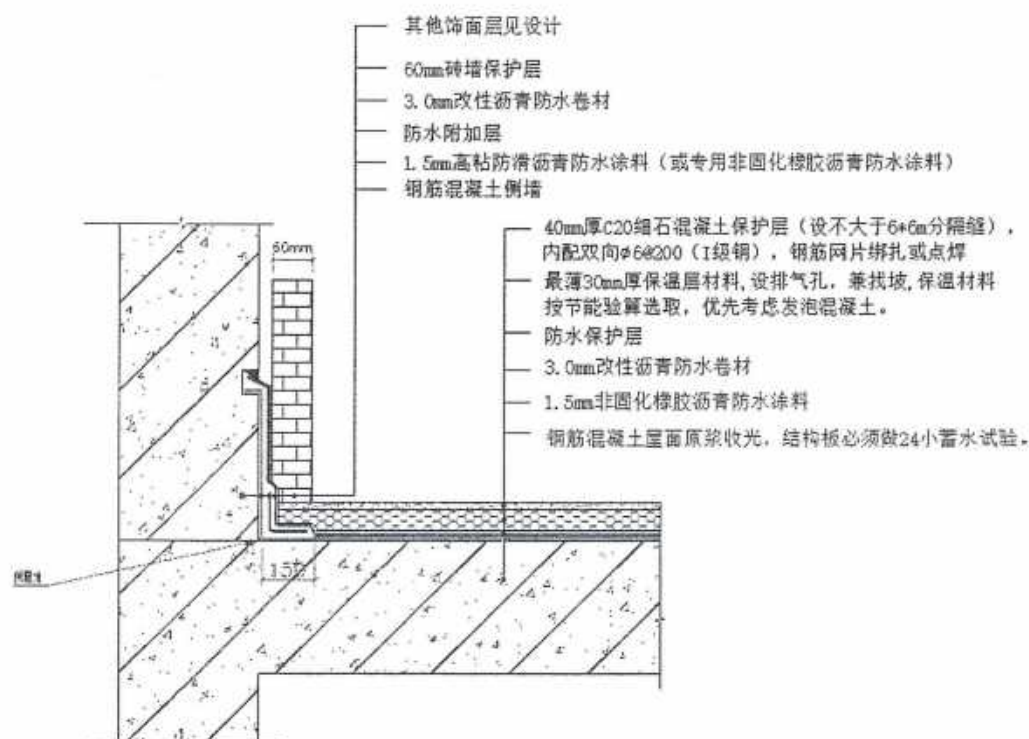 其他饰面层见设计
60mm砖墙保护层
3.0mm改性沥青防水卷材
防水附加层
1.5mm高粘防滑沥青防水涂料（或专用非固化橡胶沥青防水涂料）
钢筋混凝土侧墙
40mm厚C20细石混凝土保护层（设不大于6*6m分隔缝），
内配双向φ6@200（I级钢），钢筋网片绑扎或点焊
最薄30mm厚保温层材料，设排气孔，兼找坡，保温材料
按节能验算选取，优先考虑发泡混凝土。
防水保护层
3.0mm改性沥青防水卷材
1.5mm非固化橡胶沥青防水涂料
钢筋混凝土屋面原浆收光，结构板必须做24小蓄水试验。
60mm
150